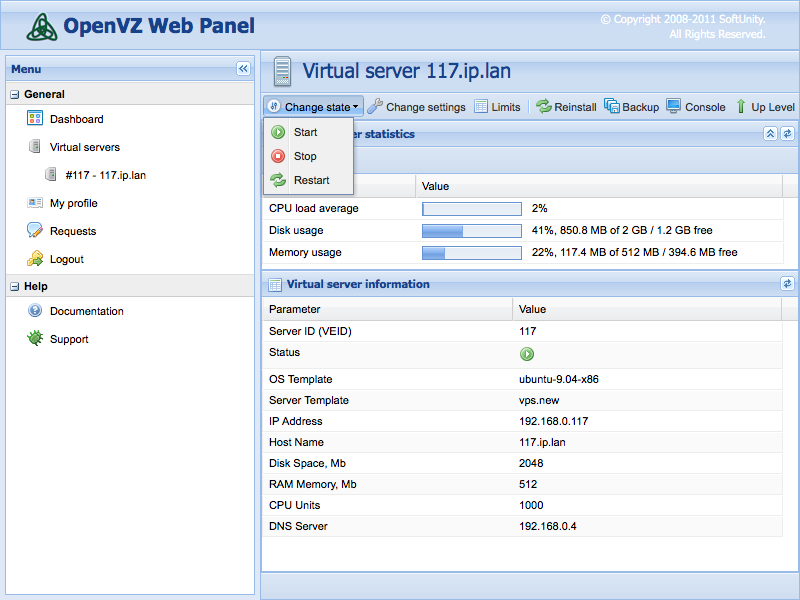 OpenVZ Web Panel
© Copyright 2008-2011 SoftUnity.
All Rights Reserved.
Menu
General
Dashboard
Virtual servers
#117 - 117.ip.lan
My profile
Requests
Logout
Help
Documentation
Support
Virtual server 117.ip.lan
Change state Change settings Limits Reinstall Backup Console Up Level
Start
Stop
Restart
statistics
Value
CPU load average 2%
Disk usage 41%, 850.8 MB of 2 GB / 1.2 GB free
Memory usage 22%, 117.4 MB of 512 MB / 394.6 MB free
Virtual server information
Parameter Value
Server ID (VEID) 117
Status
OS Template ubuntu-9.04-x86
Server Template vps.new
IP Address 192.168.0.117
Host Name 117.ip.lan
Disk Space, Mb 2048
RAM Memory, Mb 512
CPU Units 1000
DNS Server 192.168.0.4